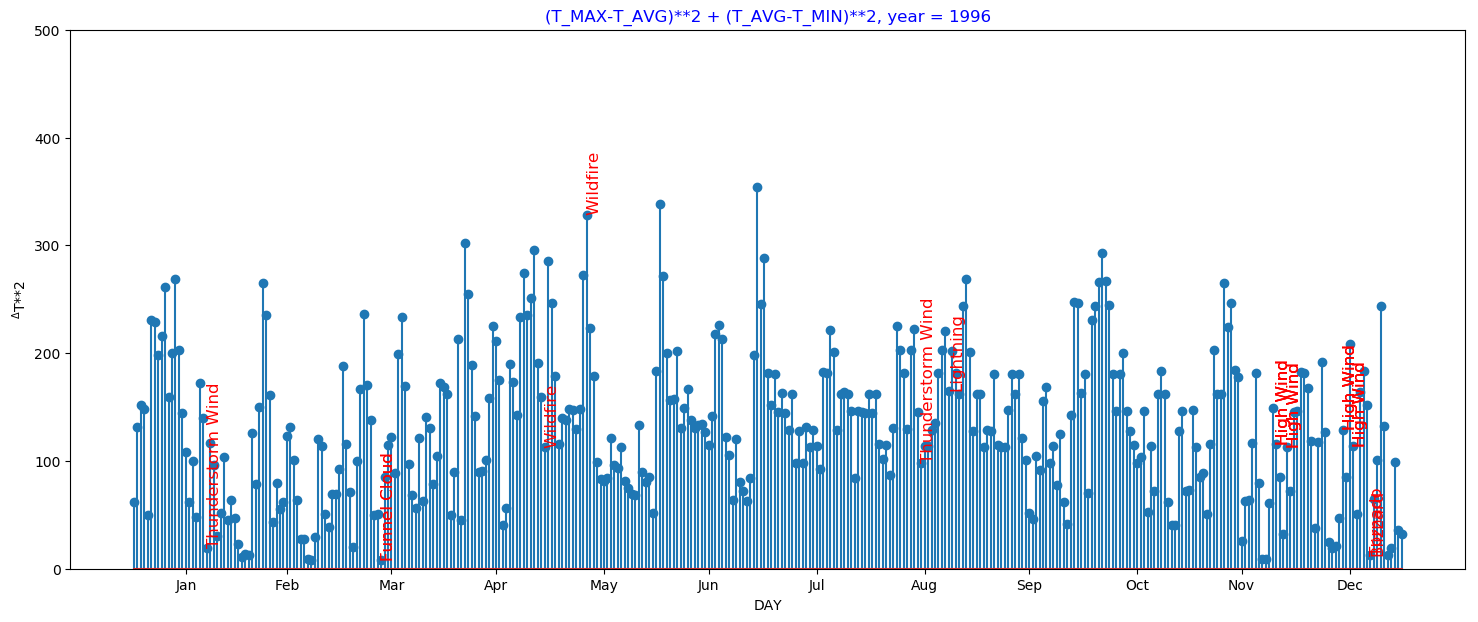 (T_MAX-T_AVG)**2 + (T_AVG-T_MIN)**2, year = 1996
500
400
300
200
100
0
ΔT**2
Thunderstorm Wind
Tunnel Cloud
Wildfire
Wildfire
Thunderstorm Wind
Lightning
High Wind
High Wind
High Wind
High Wind
Jan
Feb
Mar
Apr
May
Jun
Jul
Aug
Sep
Oct
Nov
Dec
DAY